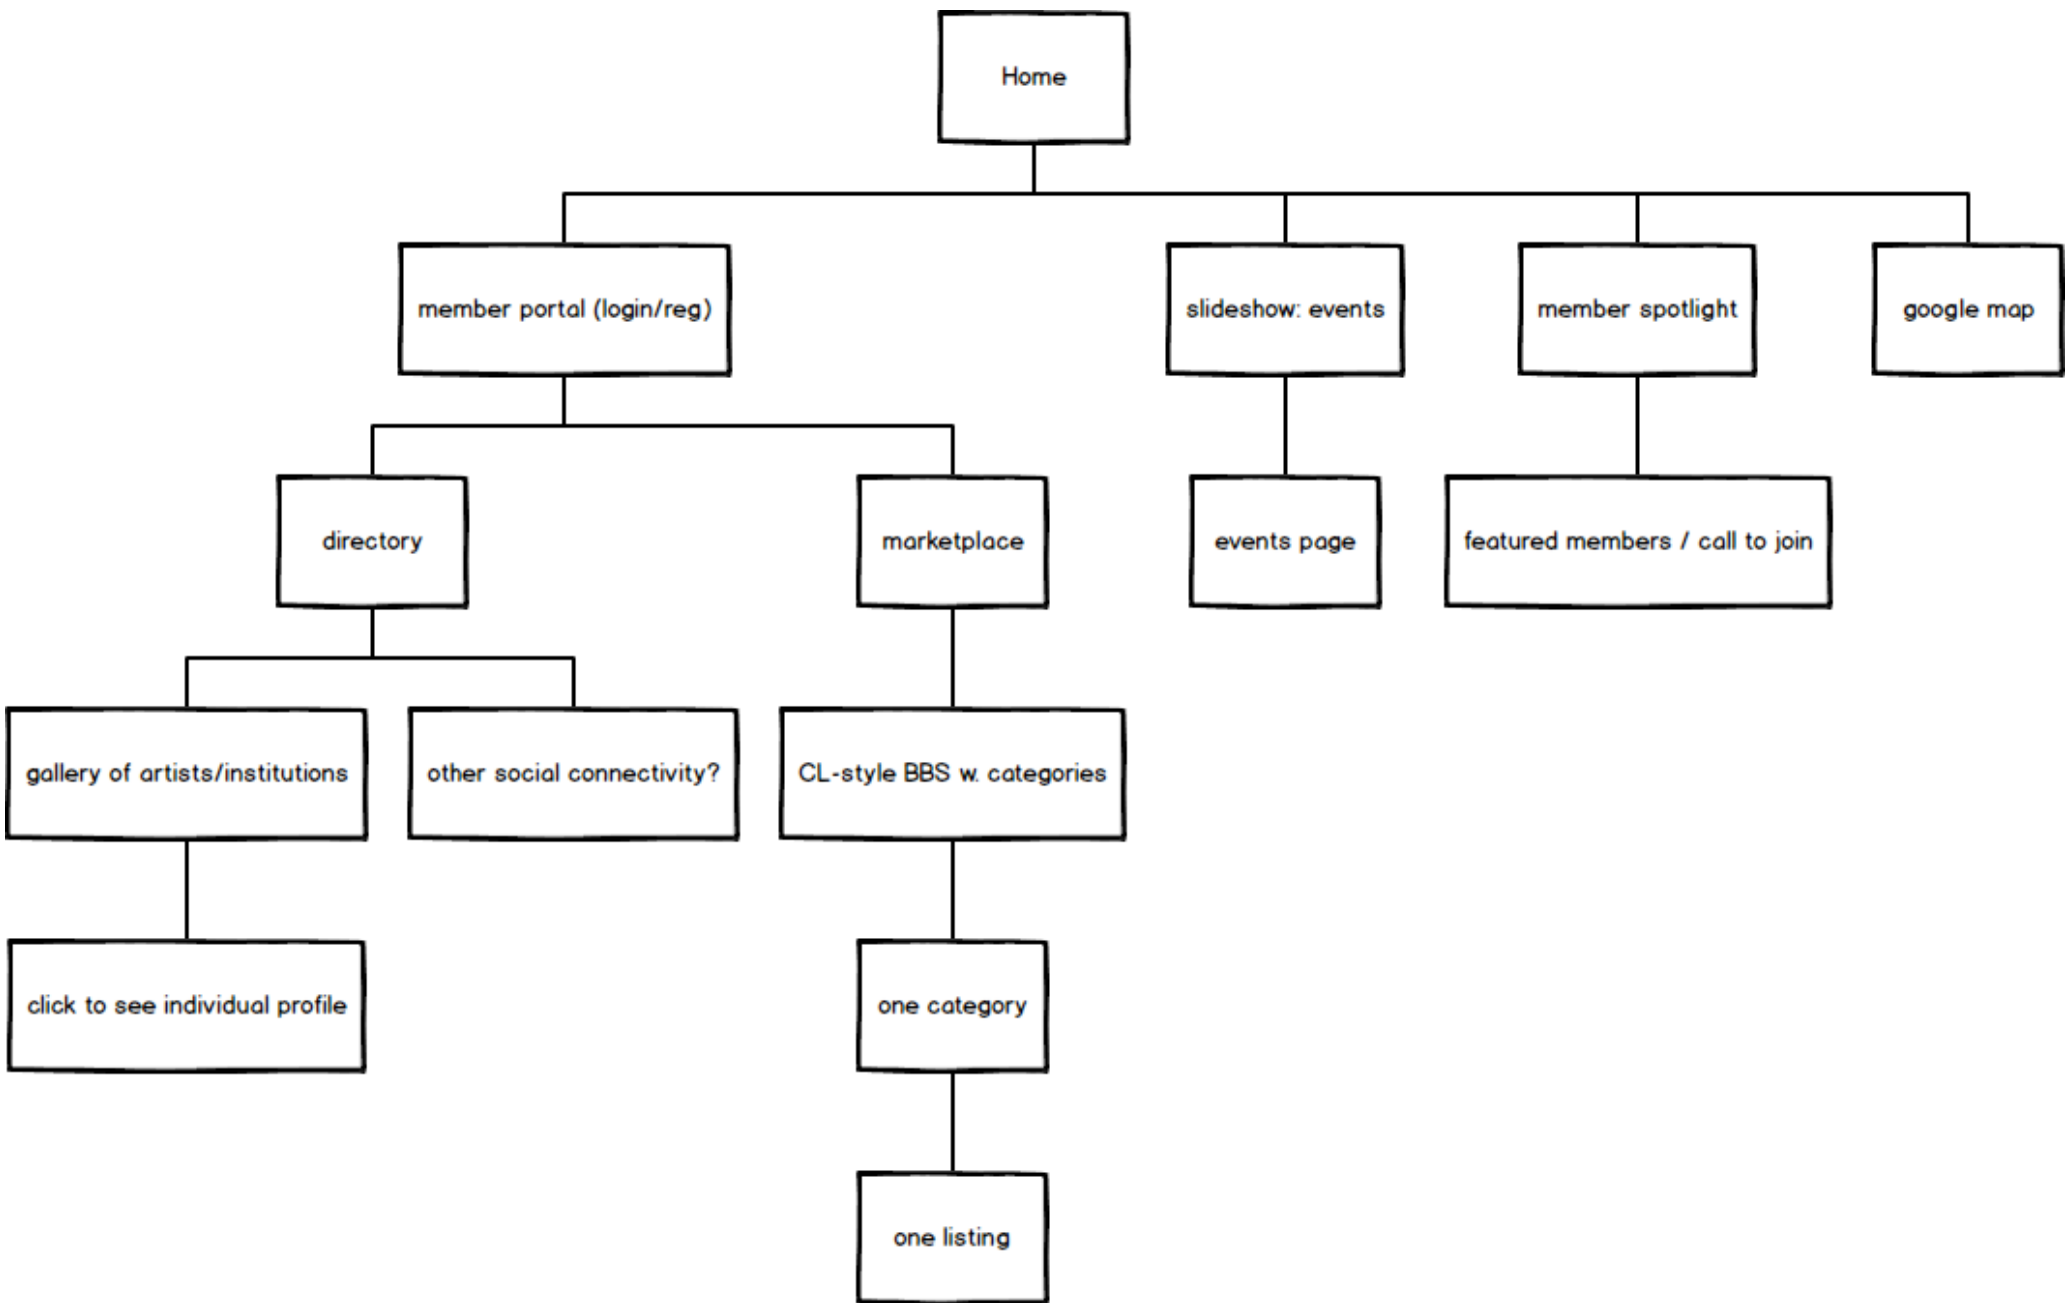 Home
member portal (login/reg)
slideshow: events
member spotlight
google map
directory
marketplace
events page
featured members / call to join
gallery of artists/institutions
other social connectivity?
CL-style BBS w. categories
click to see individual profile
one category
one listing